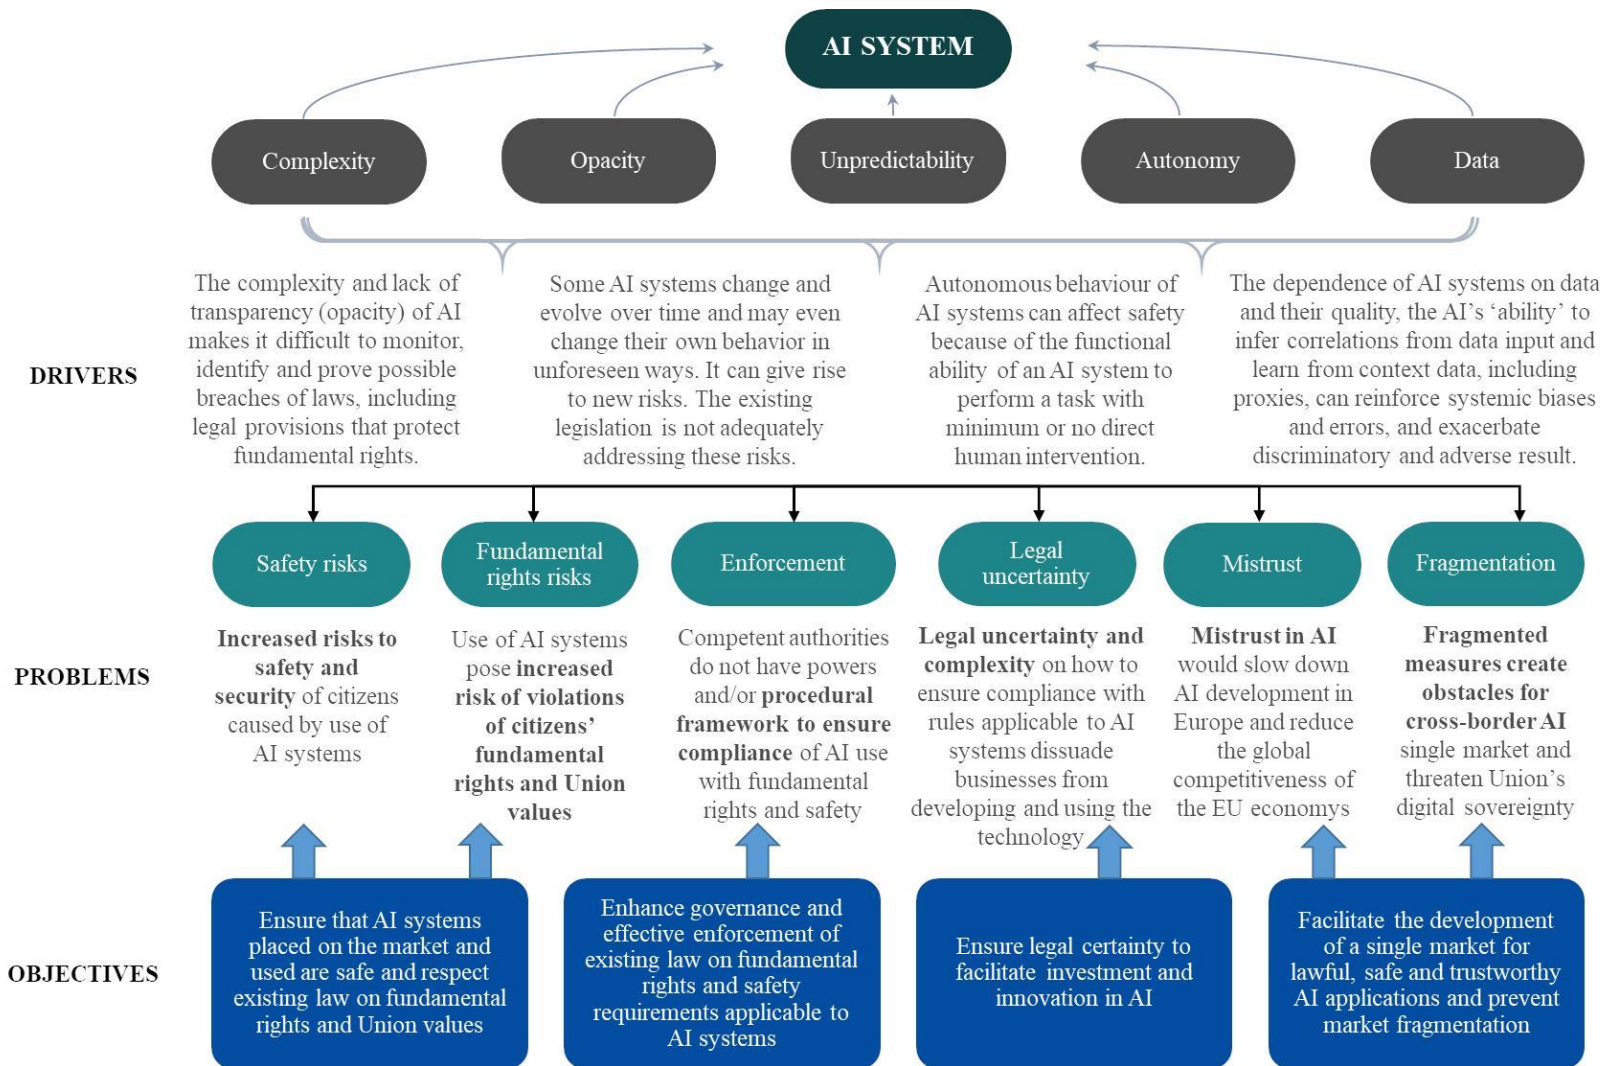 AI SYSTEM
Complexity
Opacity
Unpredictability
Autonomy
Data
DRIVERS
The complexity and lack of
transparency (opacity) of AI
makes it difficult to monitor,
identify and prove possible
breaches of laws, including
legal provisions that protect
fundamental rights.
Some AI systems change and
evolve over time and may even
change their own behavior in
unforeseen ways. It can give rise
to new risks. The existing
legislation is not adequately
addressing these risks.
Autonomous behaviour of
AI systems can affect safety
because of the functional
ability of an AI system to
perform a task with
minimum or no direct
human intervention.
The dependence of AI systems on data
and their quality, the AI’s ‘ability’ to
infer correlations from data input and
learn from context data, including
proxies, can reinforce systemic biases
and errors, and exacerbate
discriminatory and adverse result.
Safety risks
Fundamental
rights risks
Enforcement
Legal
uncertainty
Mistrust
Fragmentation
PROBLEMS
Increased risks to
safety and
security of citizens
caused by use of
AI systems
Use of AI systems
pose increased
risk of violations
of citizens’
fundamental
rights and Union
values
Competent authorities
do not have powers
and/or procedural
framework to ensure
compliance of AI use
with fundamental
rights and safety
Legal uncertainty and
complexity on how to
ensure compliance with
rules applicable to AI
systems dissuade
businesses from
developing and using the
technology
Mistrust in AI
would slow down
AI development in
Europe and reduce
the global
competitiveness of
the EU economys
Fragmented
measures create
obstacles for
cross-border AI
single market and
threaten Union’s
digital sovereignty
OBJECTIVES
Ensure that AI systems
placed on the market and
used are safe and respect
existing law on fundamental
rights and Union values
Enhance governance and
effective enforcement of
existing law on fundamental
rights and safety
requirements applicable to
AI systems
Ensure legal certainty to
facilitate investment and
innovation in AI
Facilitate the development
of a single market for
lawful, safe and trustworthy
AI applications and prevent
market fragmentation